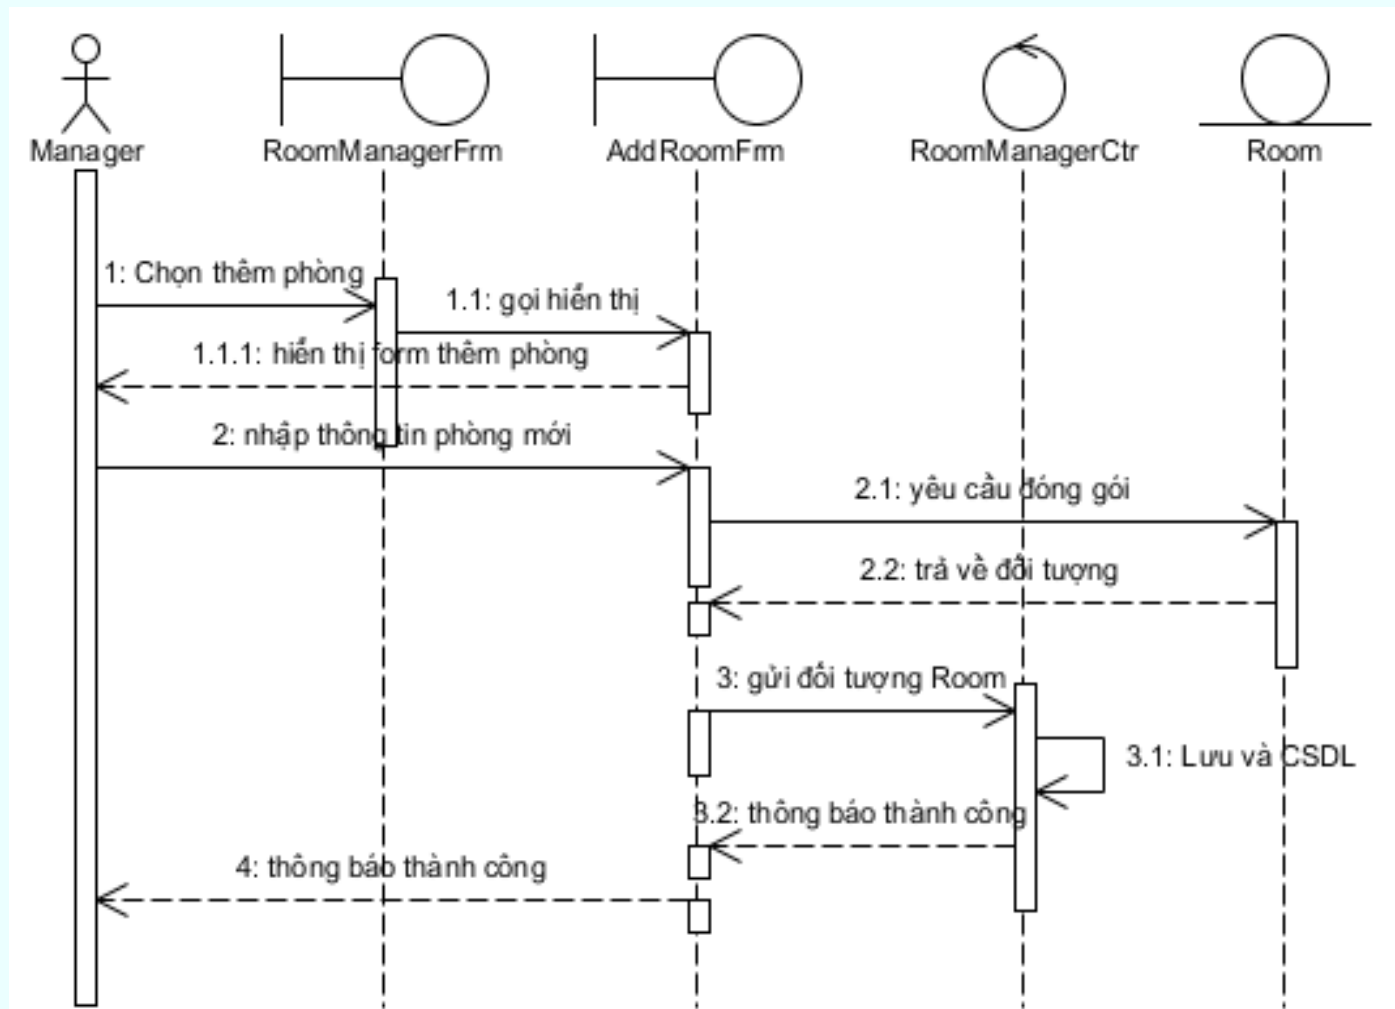 Manager
RoomManagerFrm
AddRoomFrm
RoomManagerCtr
Room
1: Chọn thêm phòng
1.1: gọi hiển thị
1.1.1: hiển thị form thêm phòng
2: nhập thông tin phòng mới
2.1: yêu cầu đóng gói
2.2: trả về đối tượng
3: gửi đối tượng Room
3.1: Lưu và CSDL
3.2: thông báo thành công
4: thông báo thành công